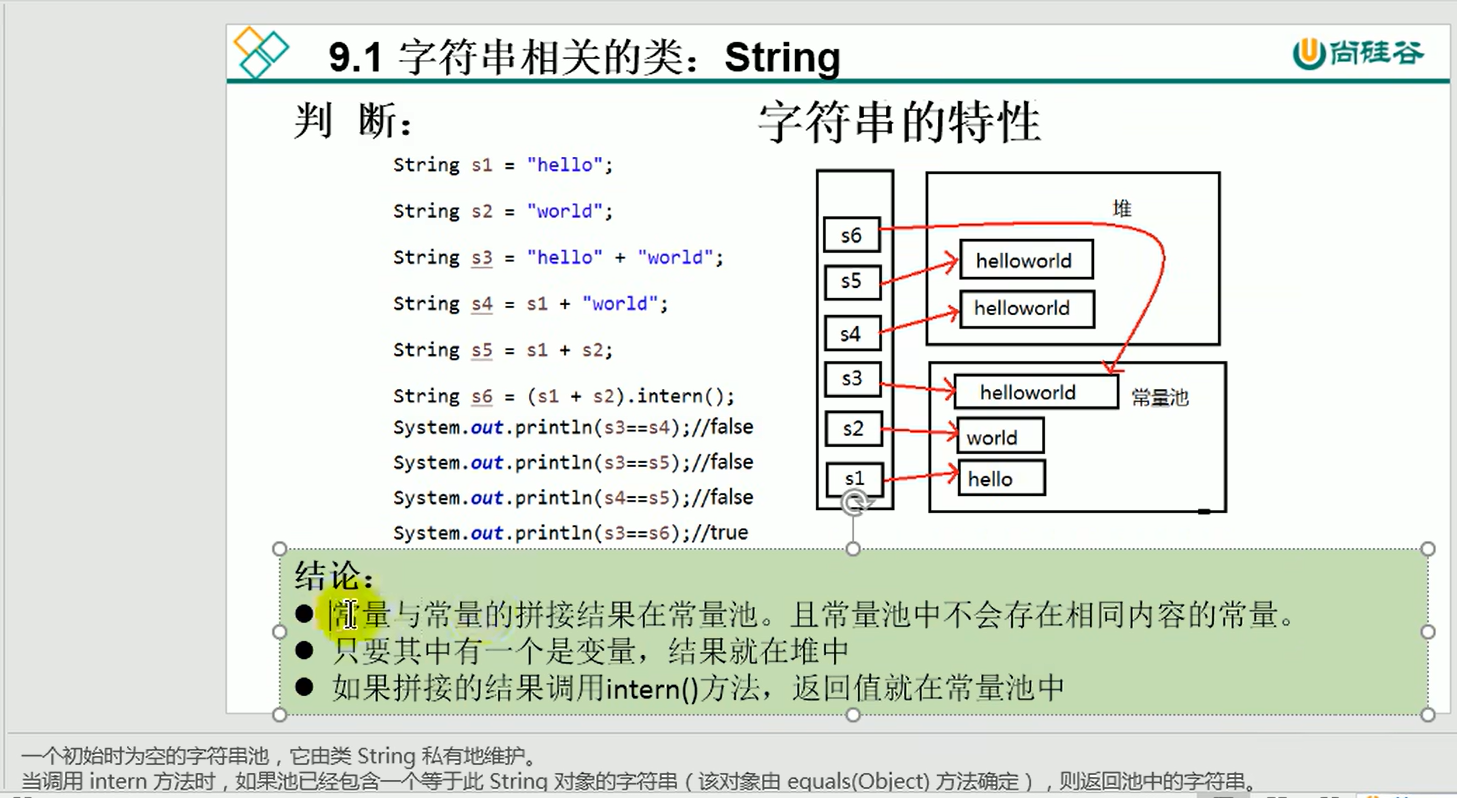 9.1 字符串相关的类：String
尚硅谷
判 断：
字符串的特性
String s1 = "hello";
String s2 = "world";
String s3 = "hello" + "world";
String s4 = s1 + "world";
String s5 = s1 + s2;
String s6 = (s1 + s2).intern();
System.out.println(s3==s4);//false
System.out.println(s3==s5);//false
System.out.println(s4==s5);//false
System.out.println(s3==s6);//true
堆
s6
helloworld
s5
helloworld
s4
s3
helloworld
常量池
s2
world
s1
hello
结论：
● 常量与常量的拼接结果在常量池。且常量池中不会存在相同内容的常量。
● 只要其中有一个是变量，结果就在堆中
● 如果拼接的结果调用intern()方法，返回值就在常量池中
一个初始时为空的字符串池，它由类 String 私有地维护。
当调用 intern 方法时，如果池已经包含一个等于此 String 对象的字符串（该对象由 equals(Object) 方法确定），则返回池中的字符串。